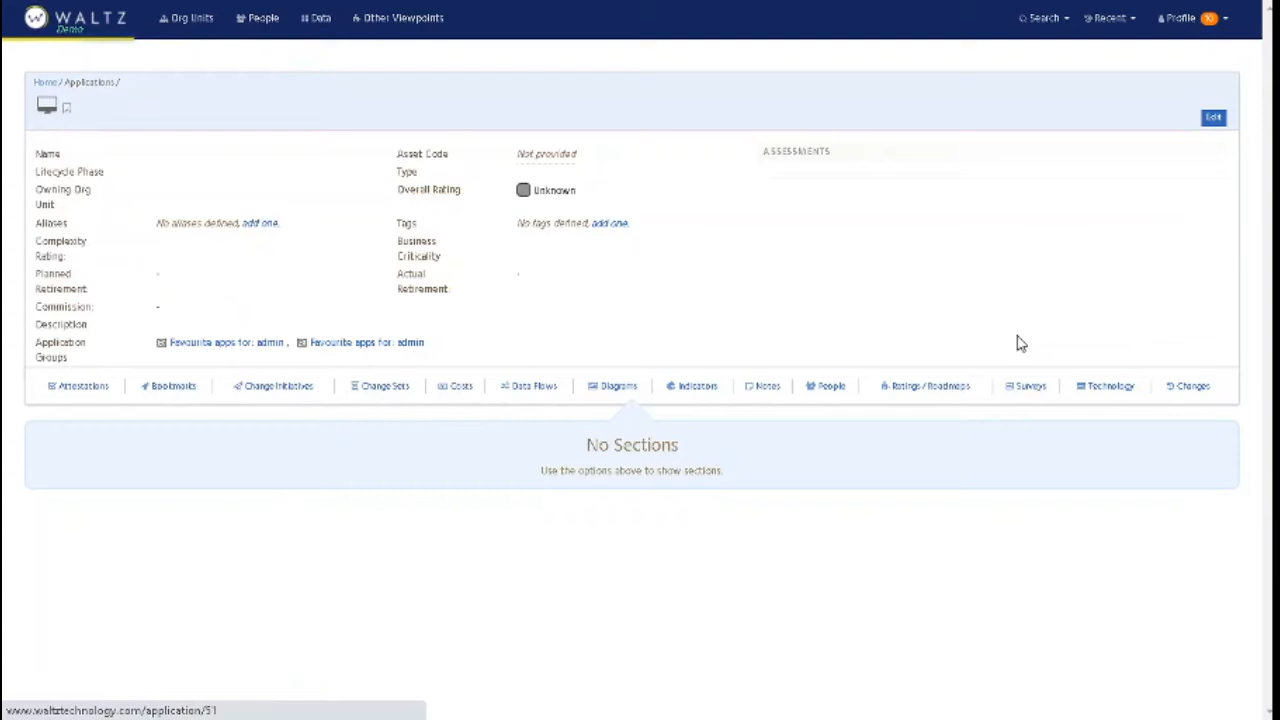 WALTZ
Demo
Org Units People Data Other Viewpoints
Search Recent Profile 10
Home / Applications /
Edit
Name Asset Code Not provided ASSESSMENTS
Lifecycle Phase Type
Owning Org Overall Rating Unknown
Unit
Aliases No aliases defined, add one. Tags No tags defined, add one.
Complexity Business
Rating: Criticality
Planned - Actual -
Retirement: Retirement:
Commission: -
Description
Application Favourite apps for: admin , Favourite apps for: admin
Groups
Attestations Bookmarks Change Initiatives Change Sets Costs Data Flows Diagrams Indicators Notes People Ratings / Roadmaps Surveys Technology Changes
No Sections
Use the options above to show sections.
www.waltztechnology.com/application/51